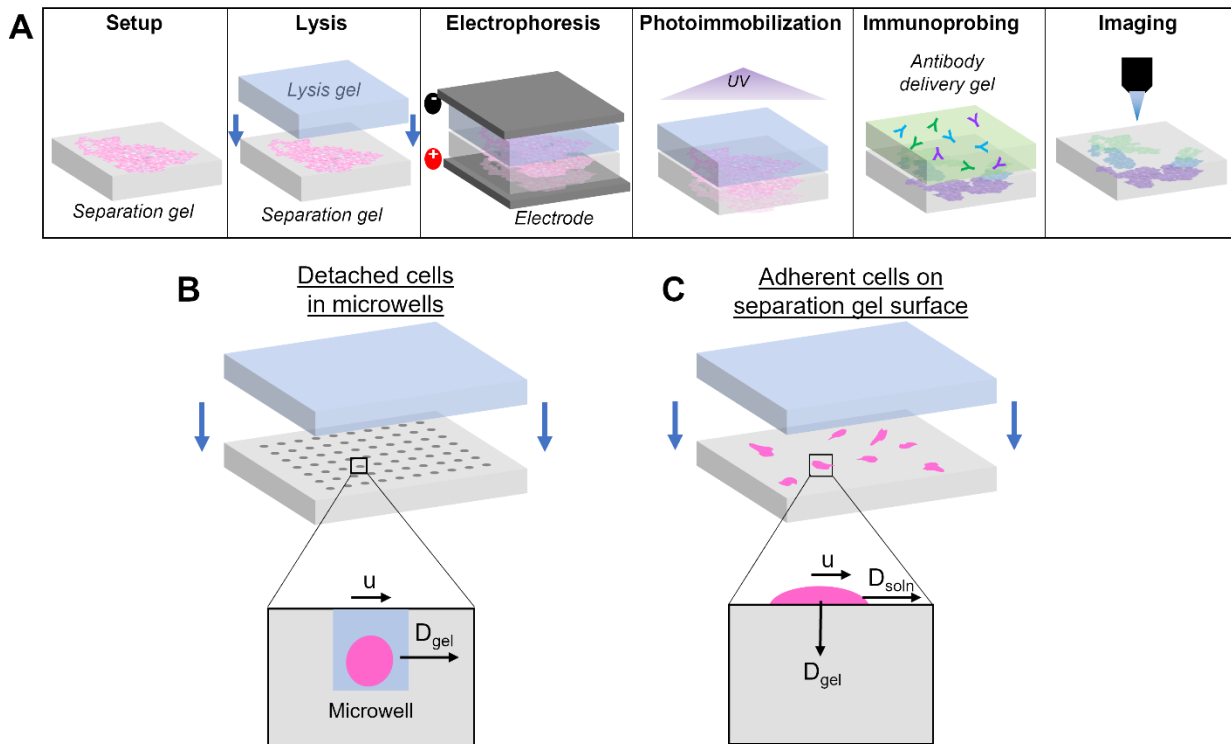 A
Setup
Lysis
Electrophoresis
Photoimmobilization
Immunoprobing
Imaging
Separation gel
Lysis gel
Separation gel
-
+
Electrode
UV
Antibody
delivery gel
B
Detached cells
in microwells
u
D_gel
Microwell
C
Adherent cells on
separation gel surface
u
D_soln
D_gel